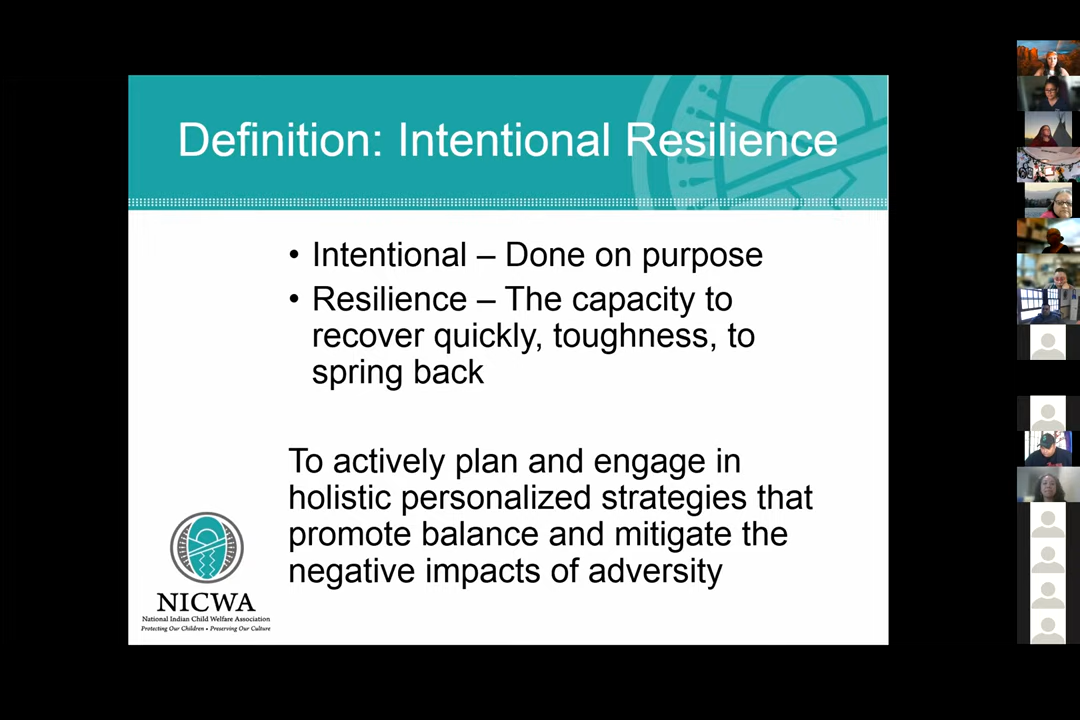 Definition: Intentional Resilience
• Intentional – Done on purpose
• Resilience – The capacity to
recover quickly, toughness, to
spring back
To actively plan and engage in
holistic personalized strategies that
promote balance and mitigate the
negative impacts of adversity
NICWA
National Indian Child Welfare Association
Protecting Our Children • Preserving Our Culture